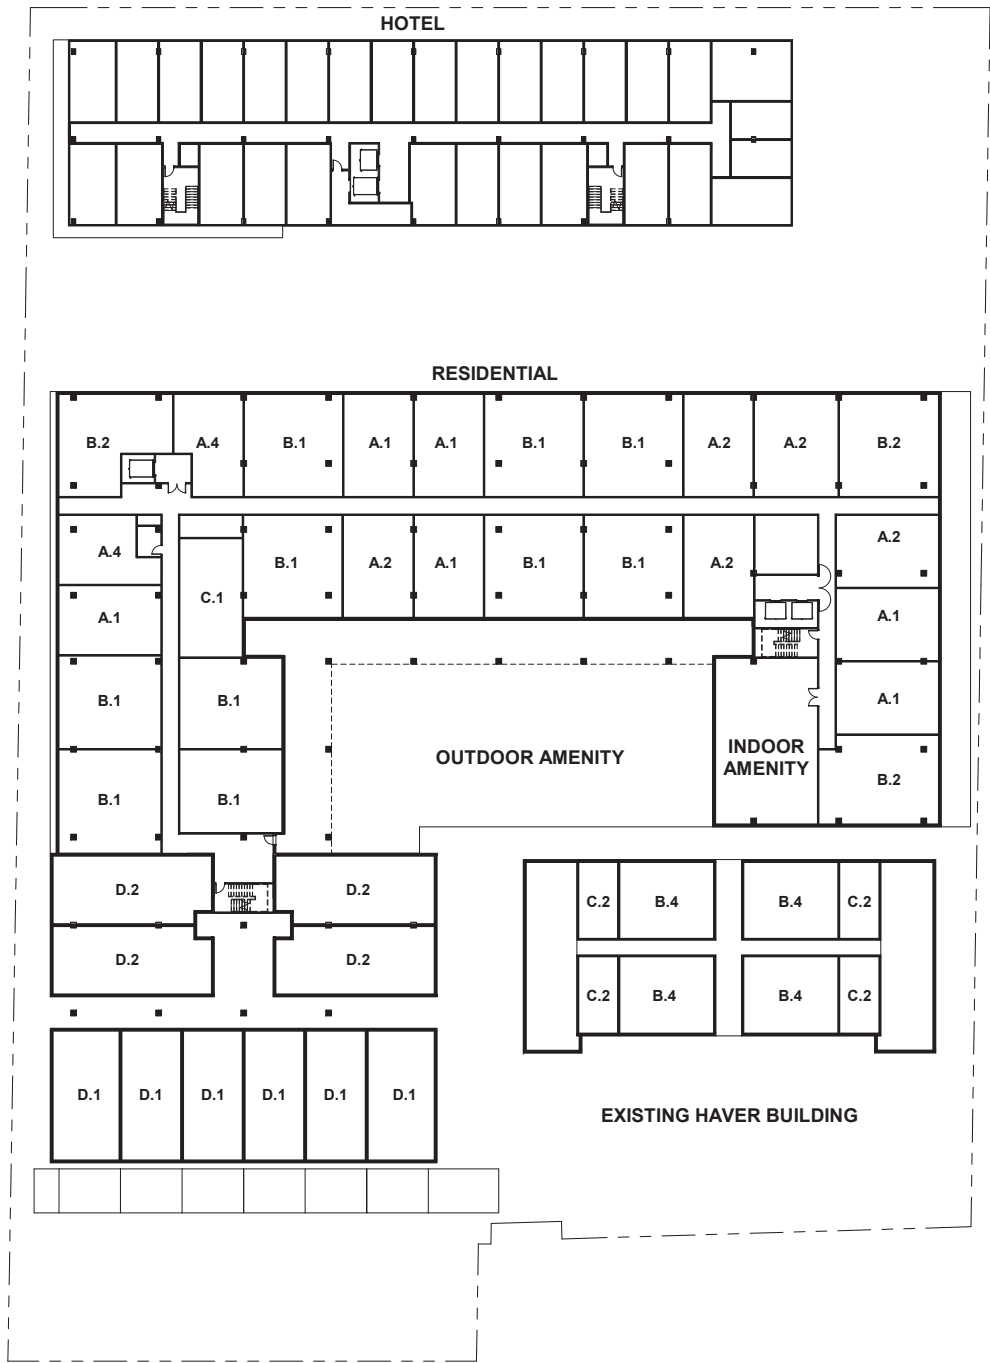 HOTEL
RESIDENTIAL
B.2 A.4 B.1 A.1 A.1 B.1 B.1 A.2 A.2 B.2
A.4 B.1 A.2 A.1 B.1 B.1 A.2 A.2
A.1 C.1 A.1
B.1 B.1 A.1
OUTDOOR AMENITY
INDOOR
AMENITY
B.1 B.1 B.2
D.2 D.2
C.2 B.4 B.4 C.2
D.2 D.2
C.2 B.4 B.4 C.2
D.1 D.1 D.1 D.1 D.1 D.1
EXISTING HAVER BUILDING